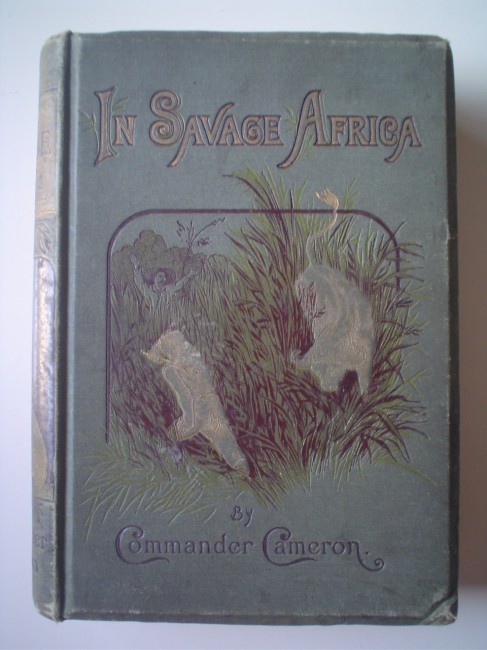 In Savage Africa
By
Commander Cameron.